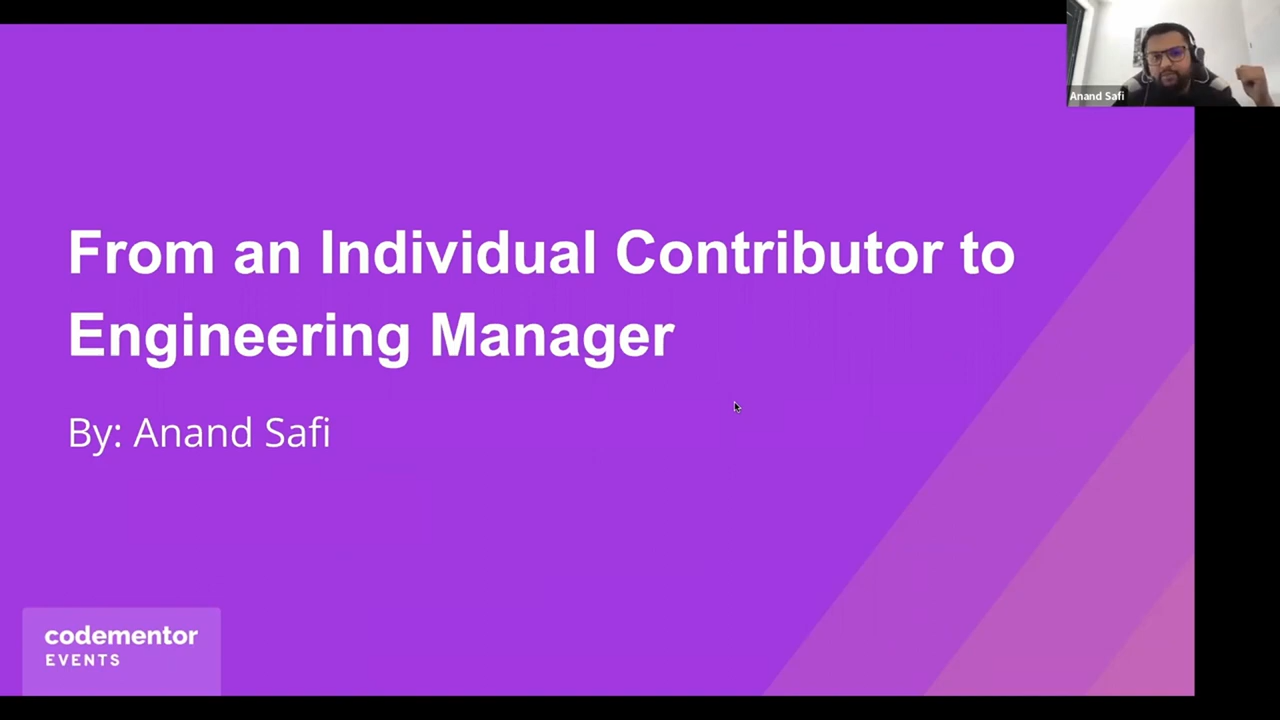 Anand Safi
From an Individual Contributor to
Engineering Manager
By: Anand Safi
codementor
EVENTS